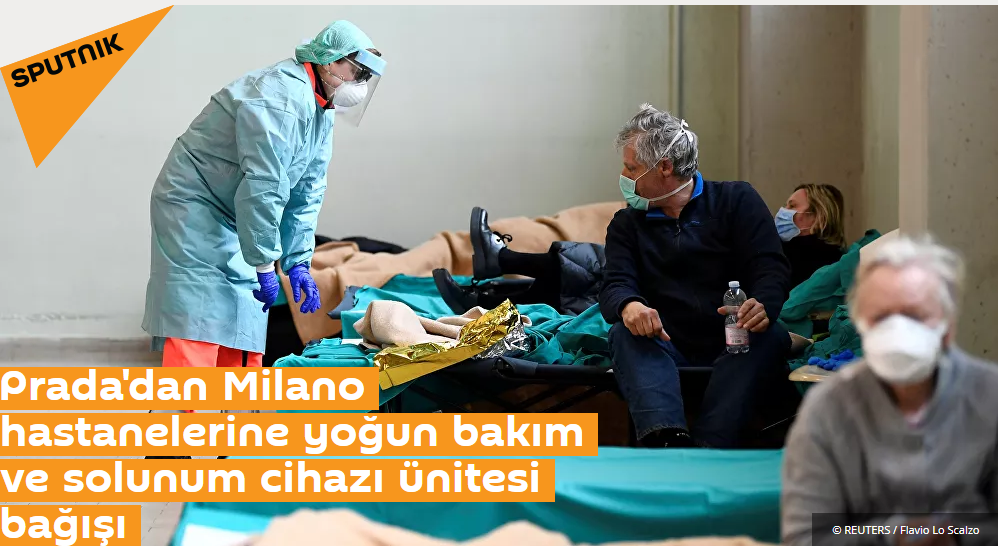 SPUTNIK
Prada'dan Milano
hastanelerine yoğun bakım
ve solunum cihazı ünitesi
bağışı
© REUTERS / Flavio Lo Scalzo